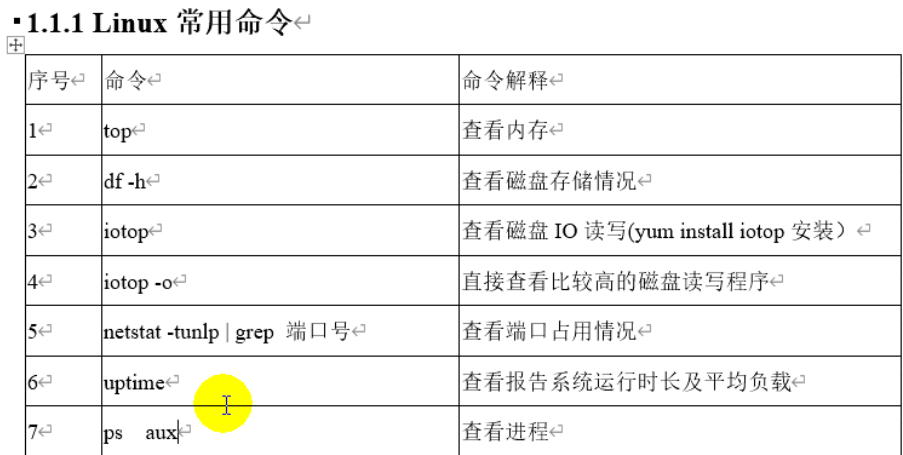 1.1.1 Linux 常用命令
序号 命令 命令解释
1 top 查看内存
2 df -h 查看磁盘存储情况
3 iotop 查看磁盘 IO 读写(yum install iotop 安装）
4 iotop -o 直接查看比较高的磁盘读写程序
5 netstat -tunlp | grep 端口号 查看端口占用情况
6 uptime 查看报告系统运行时长及平均负载
7 ps aux 查看进程